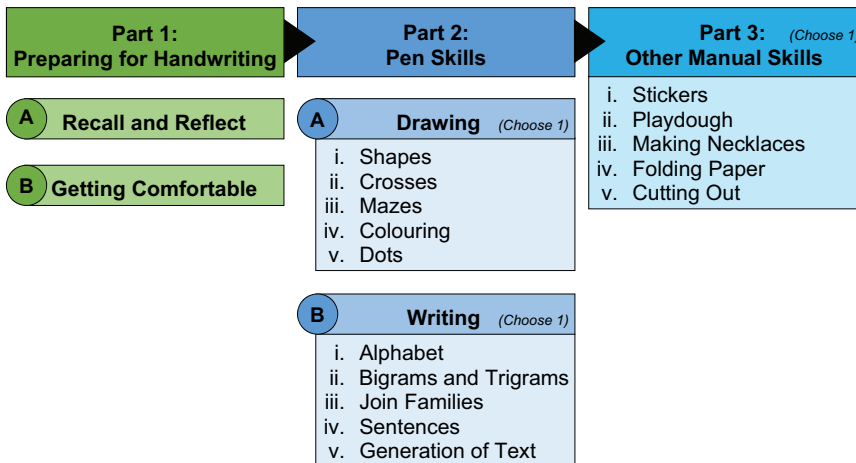 Part 1:
Preparing for Handwriting
A Recall and Reflect
B Getting Comfortable
Part 2:
Pen Skills
A Drawing (Choose 1)
i. Shapes
ii. Crosses
iii. Mazes
iv. Colouring
v. Dots
B Writing (Choose 1)
i. Alphabet
ii. Bigrams and Trigrams
iii. Join Families
iv. Sentences
v. Generation of Text
Part 3: (Choose 1)
Other Manual Skills
i. Stickers
ii. Playdough
iii. Making Necklaces
iv. Folding Paper
v. Cutting Out